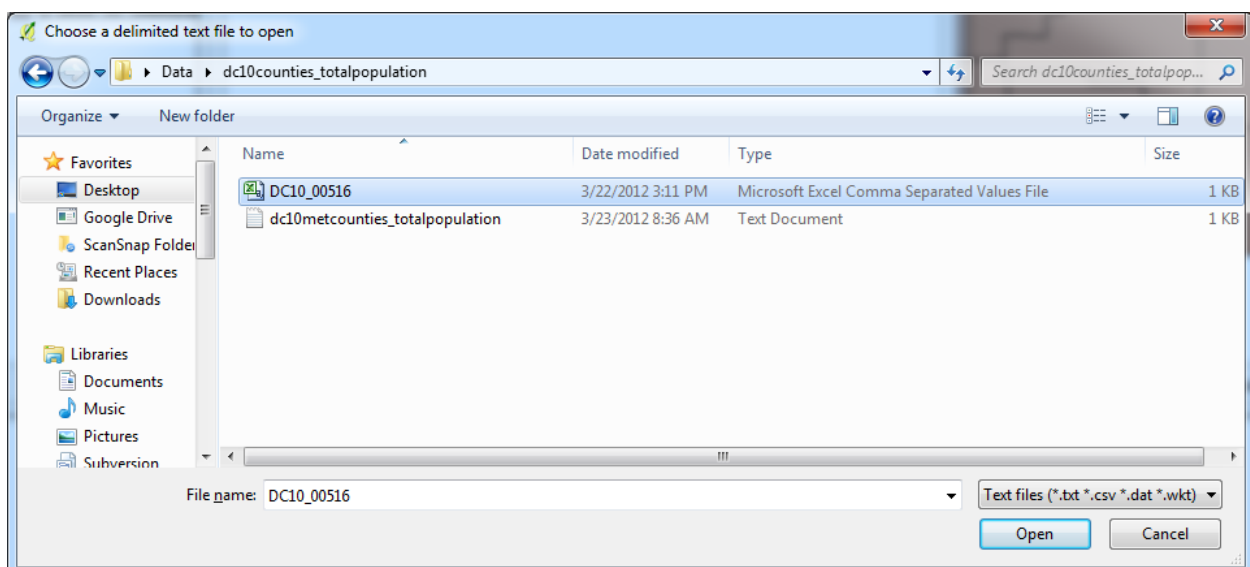 Choose a delimited text file to open
Data dc10counties_totalpopulation Search dc10counties_totalpop...
Organize New folder
Name Date modified Type Size
Favorites
Desktop
Google Drive
ScanSnap Folder
Recent Places
Downloads
Libraries
Documents
Music
Pictures
Subversion
DC10_00516 3/22/2012 3:11 PM Microsoft Excel Comma Separated Values File 1 KB
dc10metcounties_totalpopulation 3/23/2012 8:36 AM Text Document 1 KB
File name: DC10_00516 Text files (*.txt *.csv *.dat *.wkt)
Open Cancel